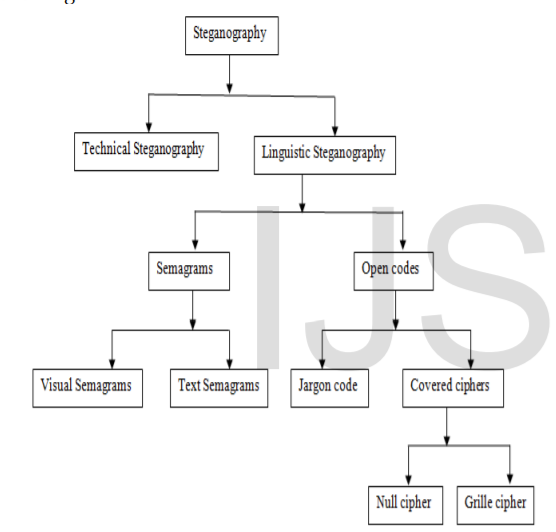 Steganography
Technical Steganography
Linguistic Steganography
Semagrams
Open codes
Visual Semagrams
Text Semagrams
Jargon code
Covered ciphers
Null cipher
Grille cipher
IJS